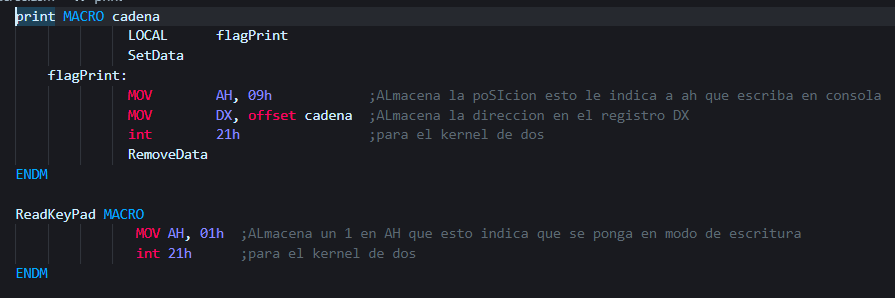 print MACRO cadena
LOCAL flagPrint
SetData
flagPrint:
MOV AH, 09h ;ALmacena la poSIcion esto le indica a ah que escriba en consola
MOV DX, offset cadena ;ALmacena la direccion en el registro DX
int 21h ;para el kernel de dos
RemoveData
ENDM
ReadKeyPad MACRO
MOV AH, 01h ;ALmacena un 1 en AH que esto indica que se ponga en modo de escritura
int 21h ;para el kernel de dos
ENDM